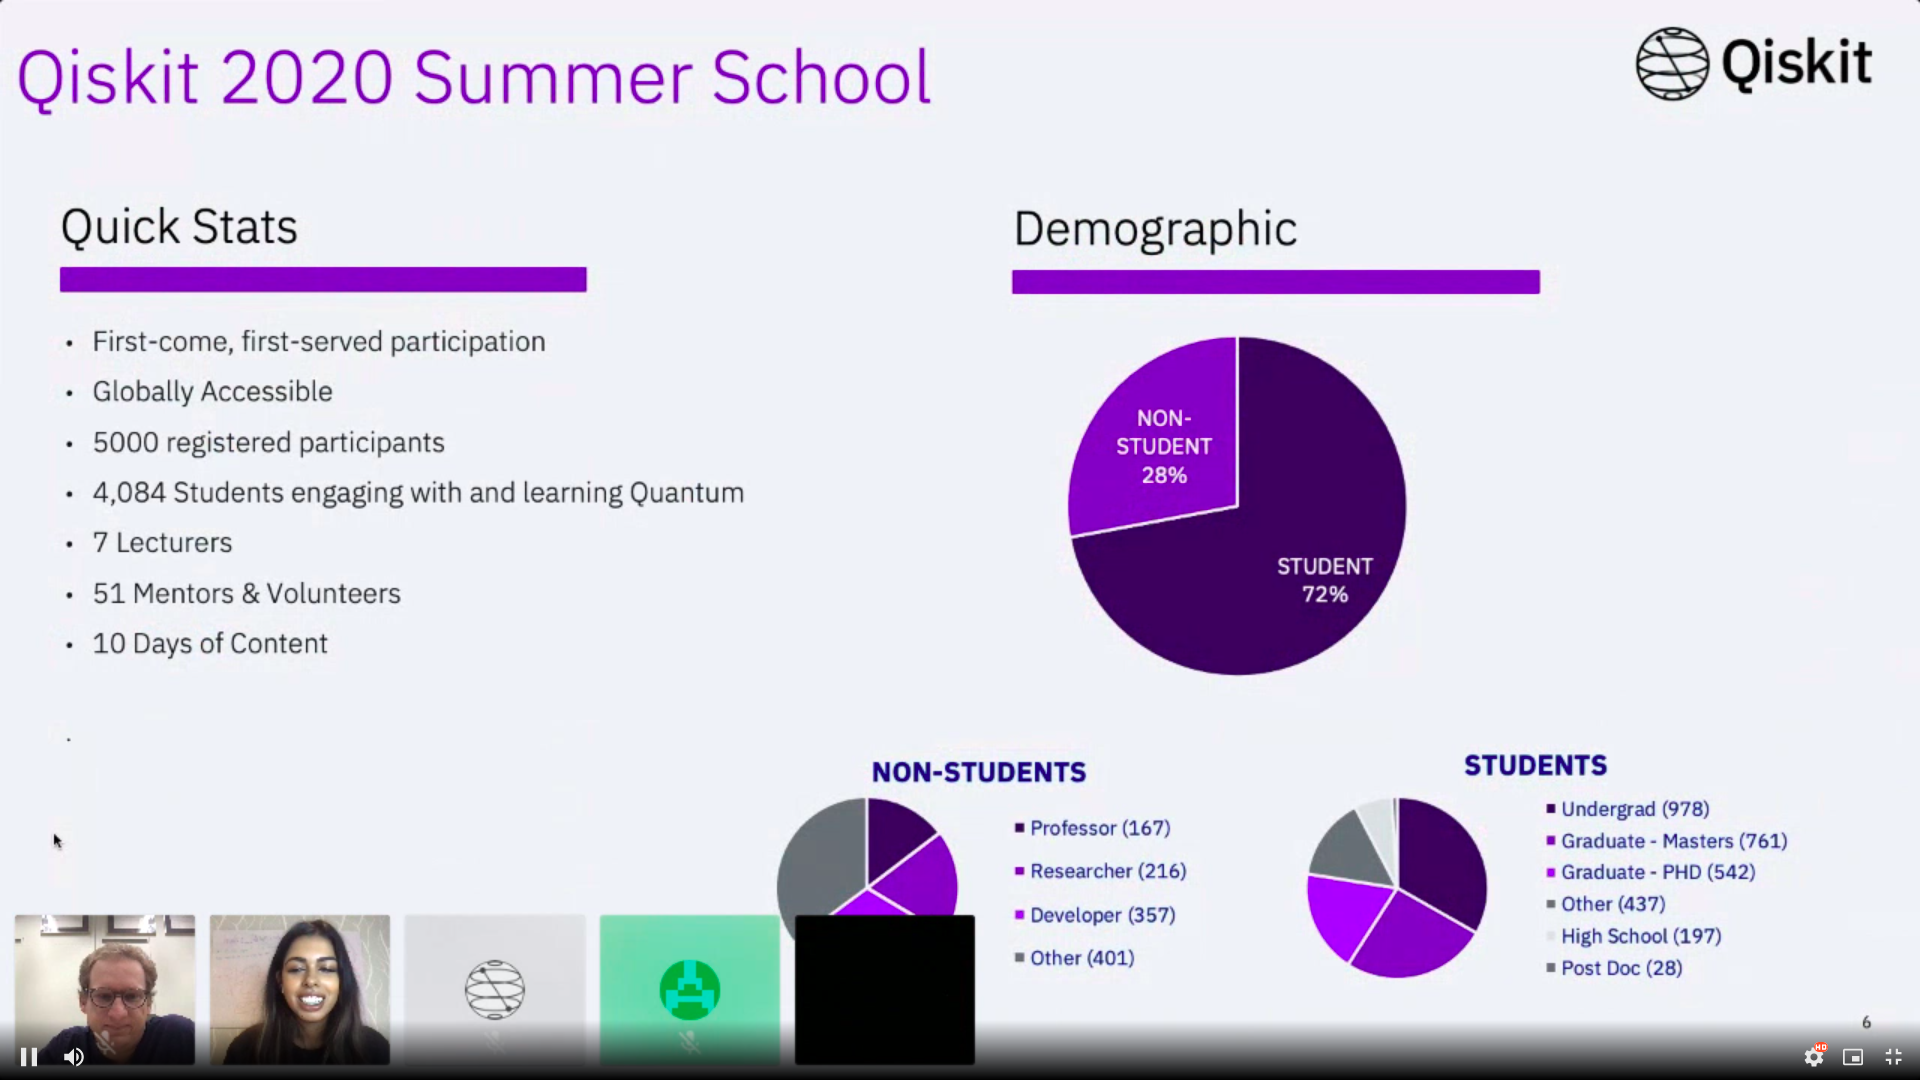 Qiskit 2020 Summer School
Qiskit
Quick Stats
• First-come, first-served participation
• Globally Accessible
• 5000 registered participants
• 4,084 Students engaging with and learning Quantum
• 7 Lecturers
• 51 Mentors & Volunteers
• 10 Days of Content
.
Demographic
NON-
STUDENT
28%
STUDENT
72%
NON-STUDENTS
Professor (167)
Researcher (216)
Developer (357)
Other (401)
STUDENTS
Undergrad (978)
Graduate - Masters (761)
Graduate - PHD (542)
Other (437)
High School (197)
Post Doc (28)
6
HD